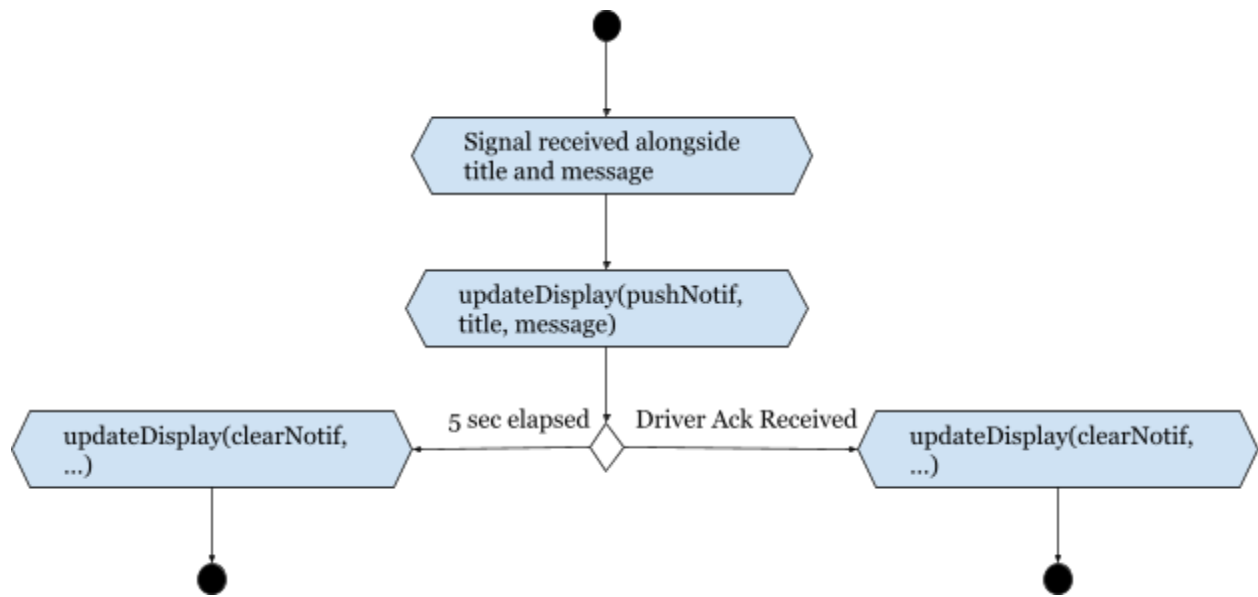 Signal received alongside
title and message
updateDisplay(pushNotif,
title, message)
5 sec elapsed
Driver Ack Received
updateDisplay(clearNotif,
...)
updateDisplay(clearNotif,
...)